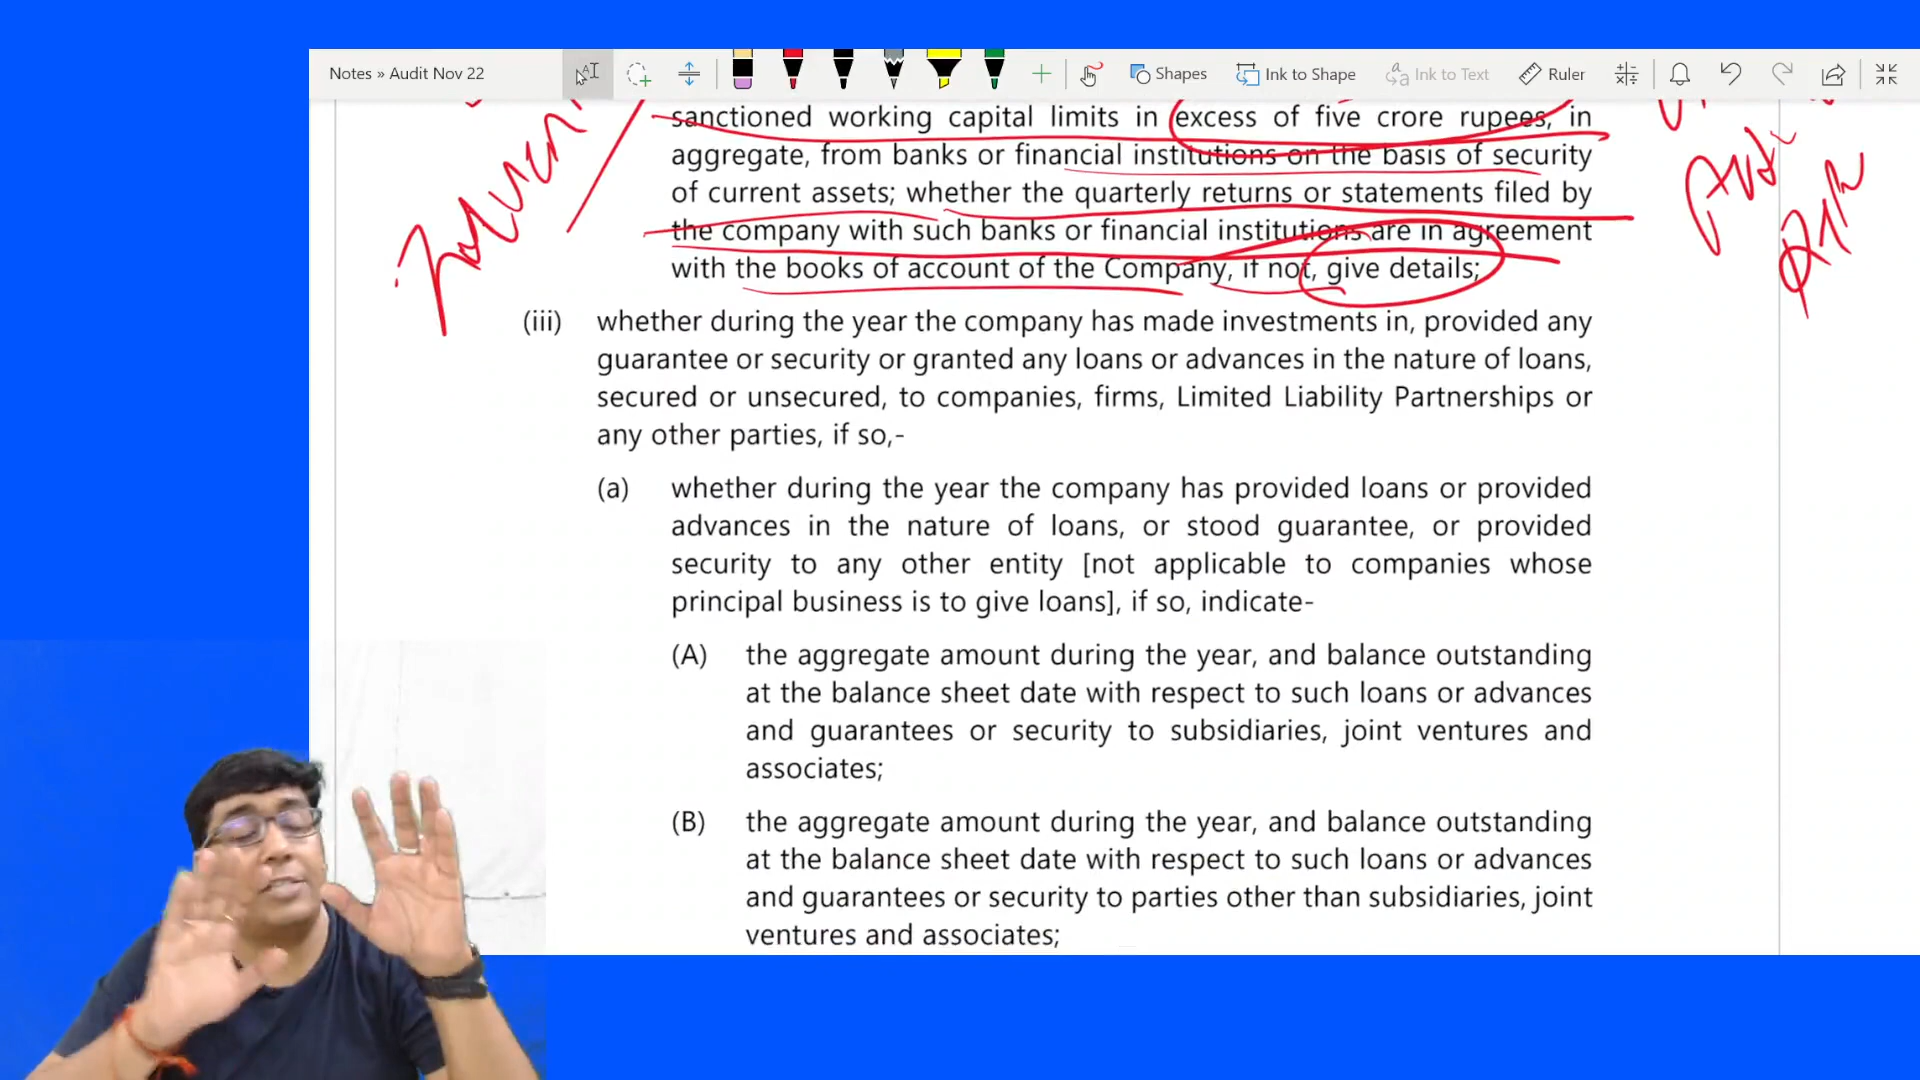 Notes » Audit Nov 22
Shapes
Ink to Shape
Ink to Text
Ruler
sanctioned working capital limits in excess of five crore rupees, in
aggregate, from banks or financial institutions on the basis of security
of current assets; whether the quarterly returns or statements filed by
the company with such banks or financial institutions are in agreement
with the books of account of the Company, if not, give details;
(iii) whether during the year the company has made investments in, provided any
guarantee or security or granted any loans or advances in the nature of loans,
secured or unsecured, to companies, firms, Limited Liability Partnerships or
any other parties, if so,-
(a) whether during the year the company has provided loans or provided
advances in the nature of loans, or stood guarantee, or provided
security to any other entity [not applicable to companies whose
principal business is to give loans], if so, indicate-
(A) the aggregate amount during the year, and balance outstanding
at the balance sheet date with respect to such loans or advances
and guarantees or security to subsidiaries, joint ventures and
associates;
(B) the aggregate amount during the year, and balance outstanding
at the balance sheet date with respect to such loans or advances
and guarantees or security to parties other than subsidiaries, joint
ventures and associates;